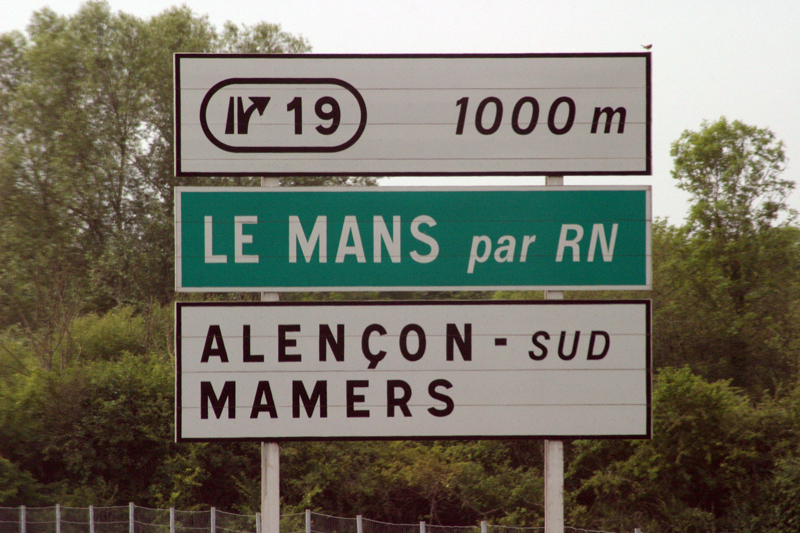 19 1000 m
LE MANS par RN
ALENÇON - SUD
MAMERS